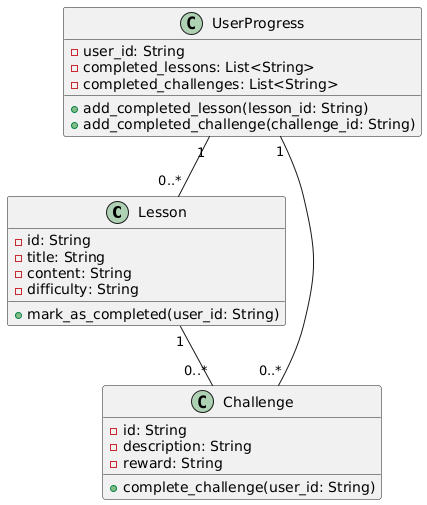 C UserProgress
user_id: String
completed_lessons: List<String>
completed_challenges: List<String>
add_completed_lesson(lesson_id: String)
add_completed_challenge(challenge_id: String)
1
1
0..*
C Lesson
id: String
title: String
content: String
difficulty: String
mark_as_completed(user_id: String)
1
0..*
0..*
C Challenge
id: String
description: String
reward: String
complete_challenge(user_id: String)